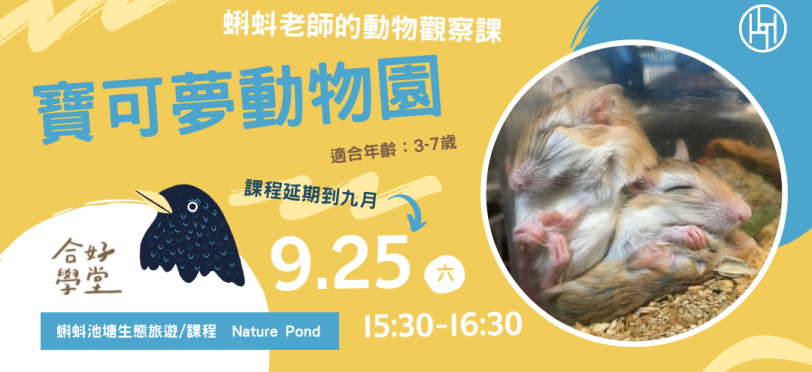 蝌蚪老師的動物觀察課
寶可夢動物園
適合年齡：3-7歲
課程延期到九月
9.25 六
15:30-16:30
合好
學堂
蝌蚪池塘生態旅遊/課程 Nature Pond